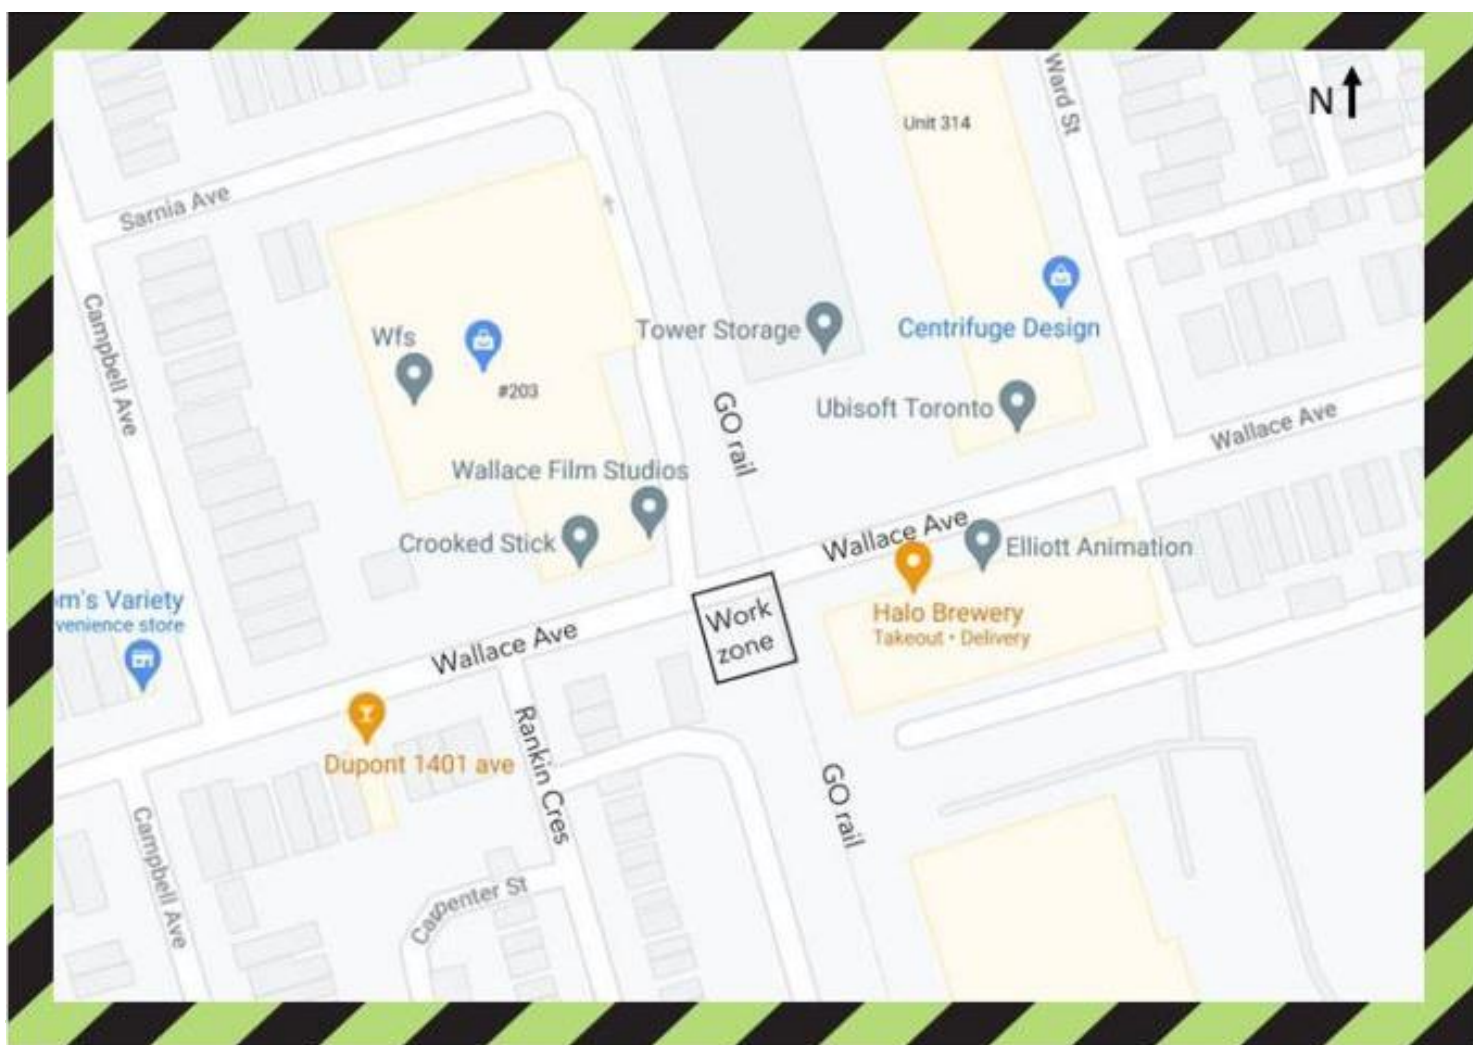 N
Ward St
Unit 314
Sarnia Ave
Campbell Ave
Wfs
#203
Tower Storage
Centrifuge Design
GO rail
Ubisoft Toronto
Wallace Ave
Wallace Film Studios
Crooked Stick
Wallace Ave
Elliott Animation
om's Variety
venience store
Work
zone
Halo Brewery
Takeout • Delivery
Wallace Ave
Rankin Cres
Dupont 1401 ave
GO rail
Campbell Ave
Carpenter St